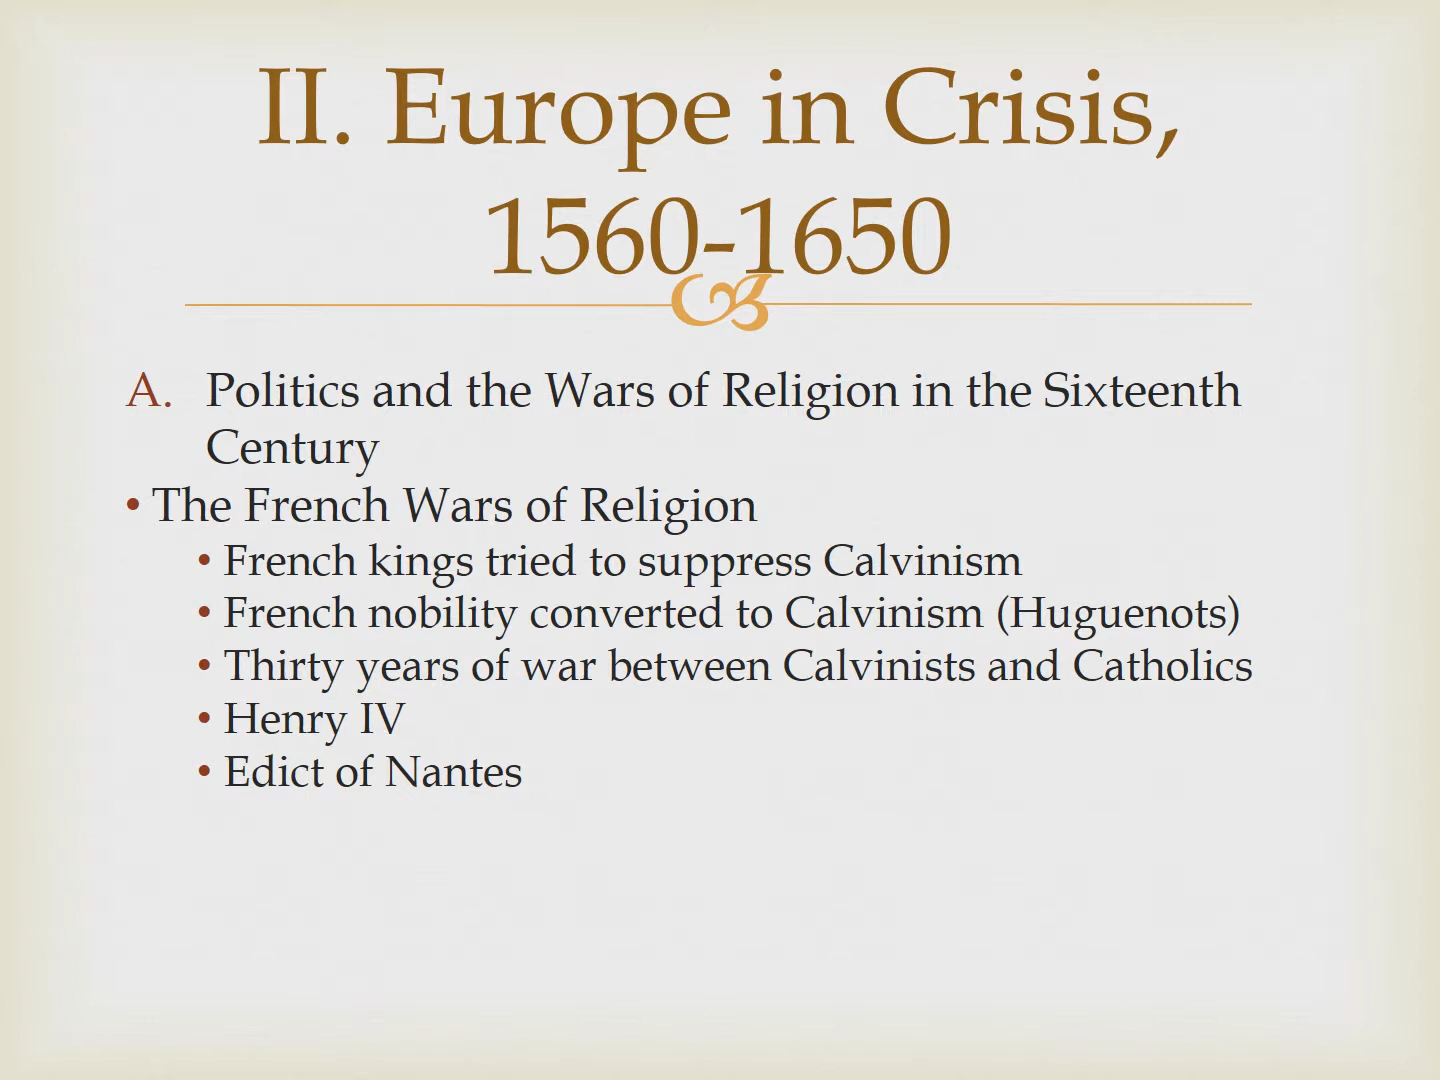 II. Europe in Crisis,
1560-1650
A. Politics and the Wars of Religion in the Sixteenth
Century
• The French Wars of Religion
• French kings tried to suppress Calvinism
• French nobility converted to Calvinism (Huguenots)
• Thirty years of war between Calvinists and Catholics
• Henry IV
• Edict of Nantes